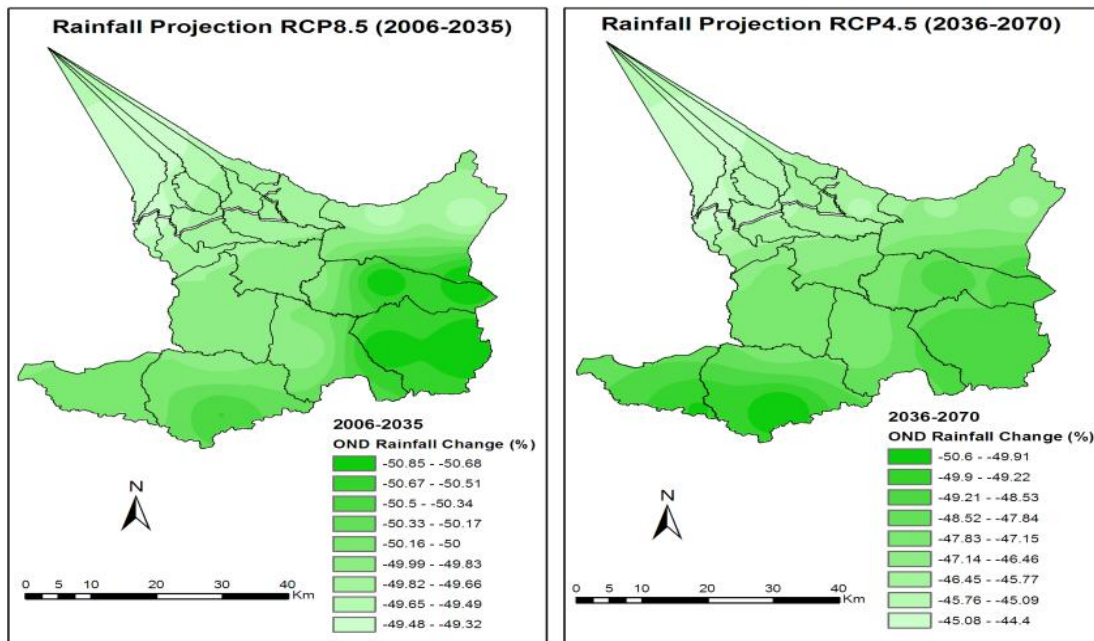 Rainfall Projection RCP8.5 (2006-2035)
2006-2035
OND Rainfall Change (%)
-50.85 - -50.68
-50.67 - -50.51
-50.5 - -50.34
-50.33 - -50.17
-50.16 - -50
-49.99 - -49.83
-49.82 - -49.66
-49.65 - -49.49
-49.48 - -49.32
N
0 5 10 20 30 40
Km
Rainfall Projection RCP4.5 (2036-2070)
2036-2070
OND Rainfall Change (%)
-50.6 - -49.91
-49.9 - -49.22
-49.21 - -48.53
-48.52 - -47.84
-47.83 - -47.15
-47.14 - -46.46
-46.45 - -45.77
-45.76 - -45.09
-45.08 - -44.4
N
0 5 10 20 30 40
Km